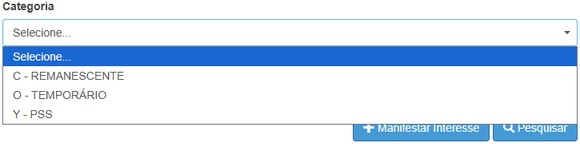 Categoria
Selecione...
Selecione...
C - REMANESCENTE
O - TEMPORÁRIO
Y - PSS
Manifestar Interesse Pesquisar